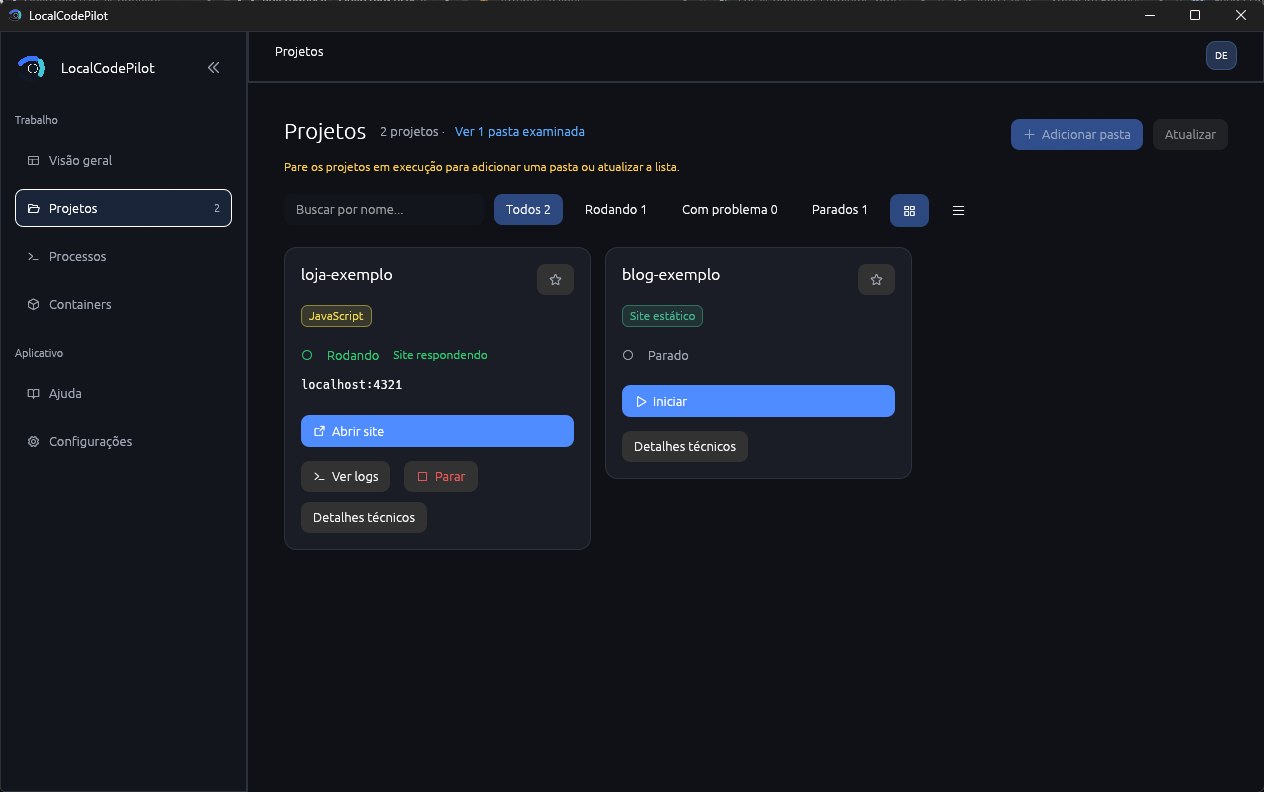 LocalCodePilot
LocalCodePilot
Trabalho
Visão geral
Projetos 2
Processos
Containers
Aplicativo
Ajuda
Configurações
Projetos
DE
Projetos 2 projetos · Ver 1 pasta examinada
+ Adicionar pasta Atualizar
Pare os projetos em execução para adicionar uma pasta ou atualizar a lista.
Buscar por nome... Todos 2 Rodando 1 Com problema 0 Parados 1
loja-exemplo
JavaScript
Rodando Site respondendo
localhost:4321
Abrir site
Ver logs Parar
Detalhes técnicos
blog-exemplo
Site estático
Parado
Iniciar
Detalhes técnicos